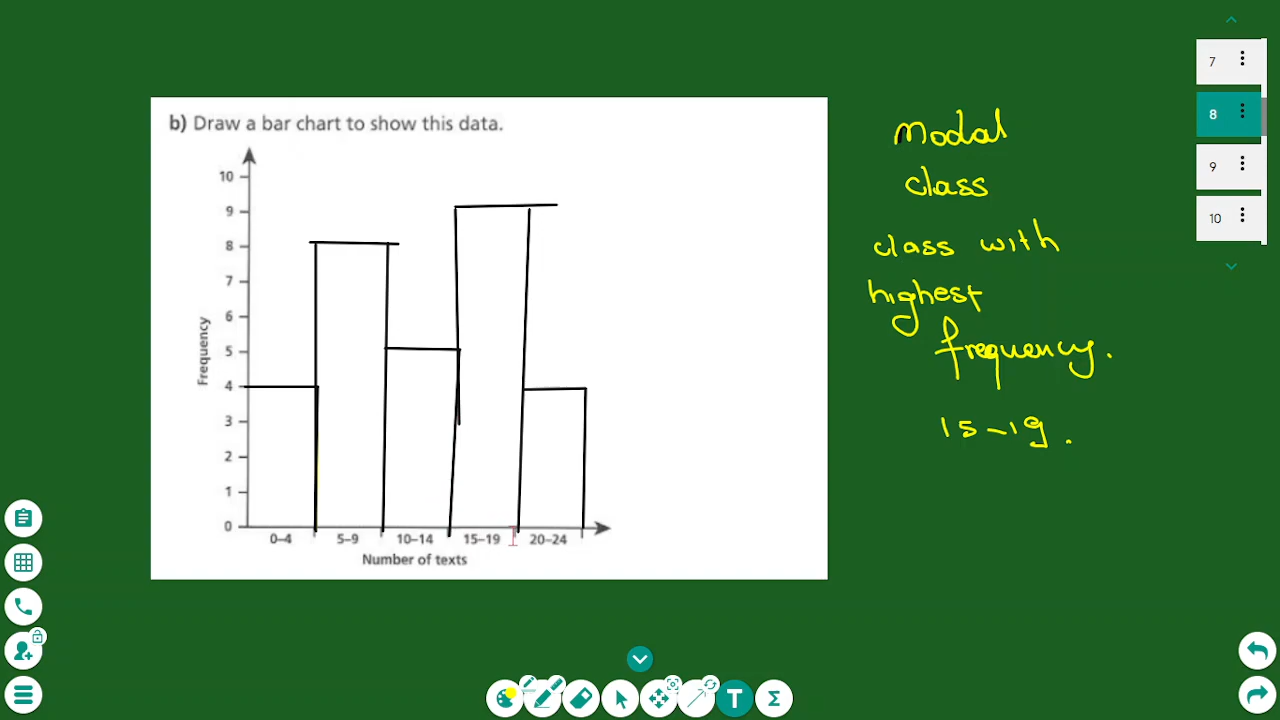 b) Draw a bar chart to show this data.
10
9
8
7
6
5
4
3
2
1
0
Frequency
0–4 5–9 10–14 15–19 20–24
Number of texts
Modal
class
class with
highest
frequency.
15–19.
7
8
9
10
T
Σ